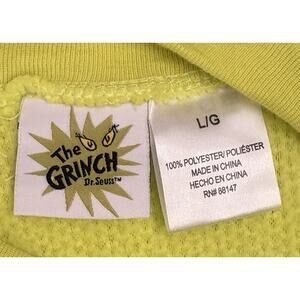 The
GRINCH
Dr. Seuss™
L/G
100% POLYESTER/ POLIÉSTER
MADE IN CHINA
HECHO EN CHINA
RN# 88147